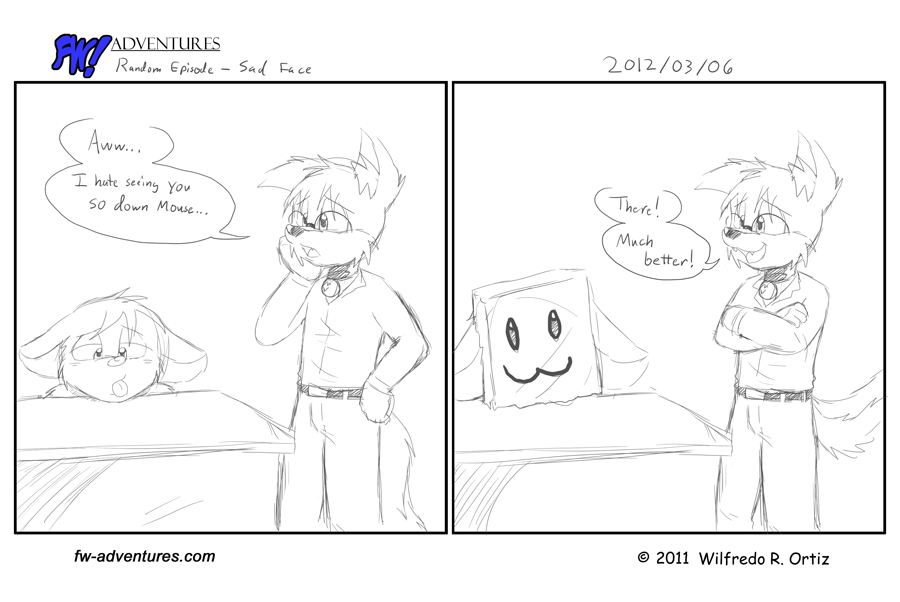 FW! ADVENTURES
Random Episode – Sad Face
2012/03/06
Aww...
I hate seeing you
so down Mouse...
There!
Much
better!
fw-adventures.com
© 2011 Wilfredo R. Ortiz